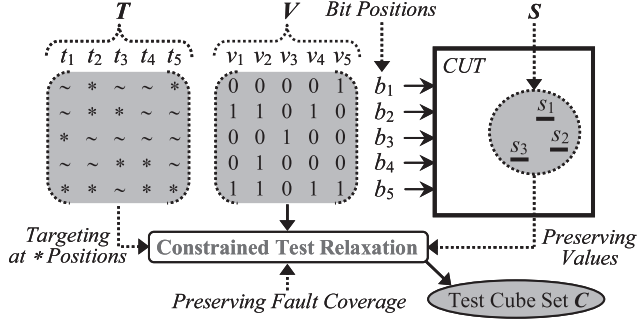 T V Bit Positions S
t1 t2 t3 t4 t5 v1 v2 v3 v4 v5 CUT
~ * ~ ~ * 0 0 0 0 1 b1
~ * * ~ ~ 1 1 0 1 0 b2 s1
* ~ ~ ~ ~ 0 0 1 0 0 b3 s3 s2
~ ~ * * ~ 0 1 0 0 0 b4
* * ~ * * 1 1 0 1 1 b5
Targeting
at * Positions
Constrained Test Relaxation
Preserving
Values
Preserving Fault Coverage
Test Cube Set C